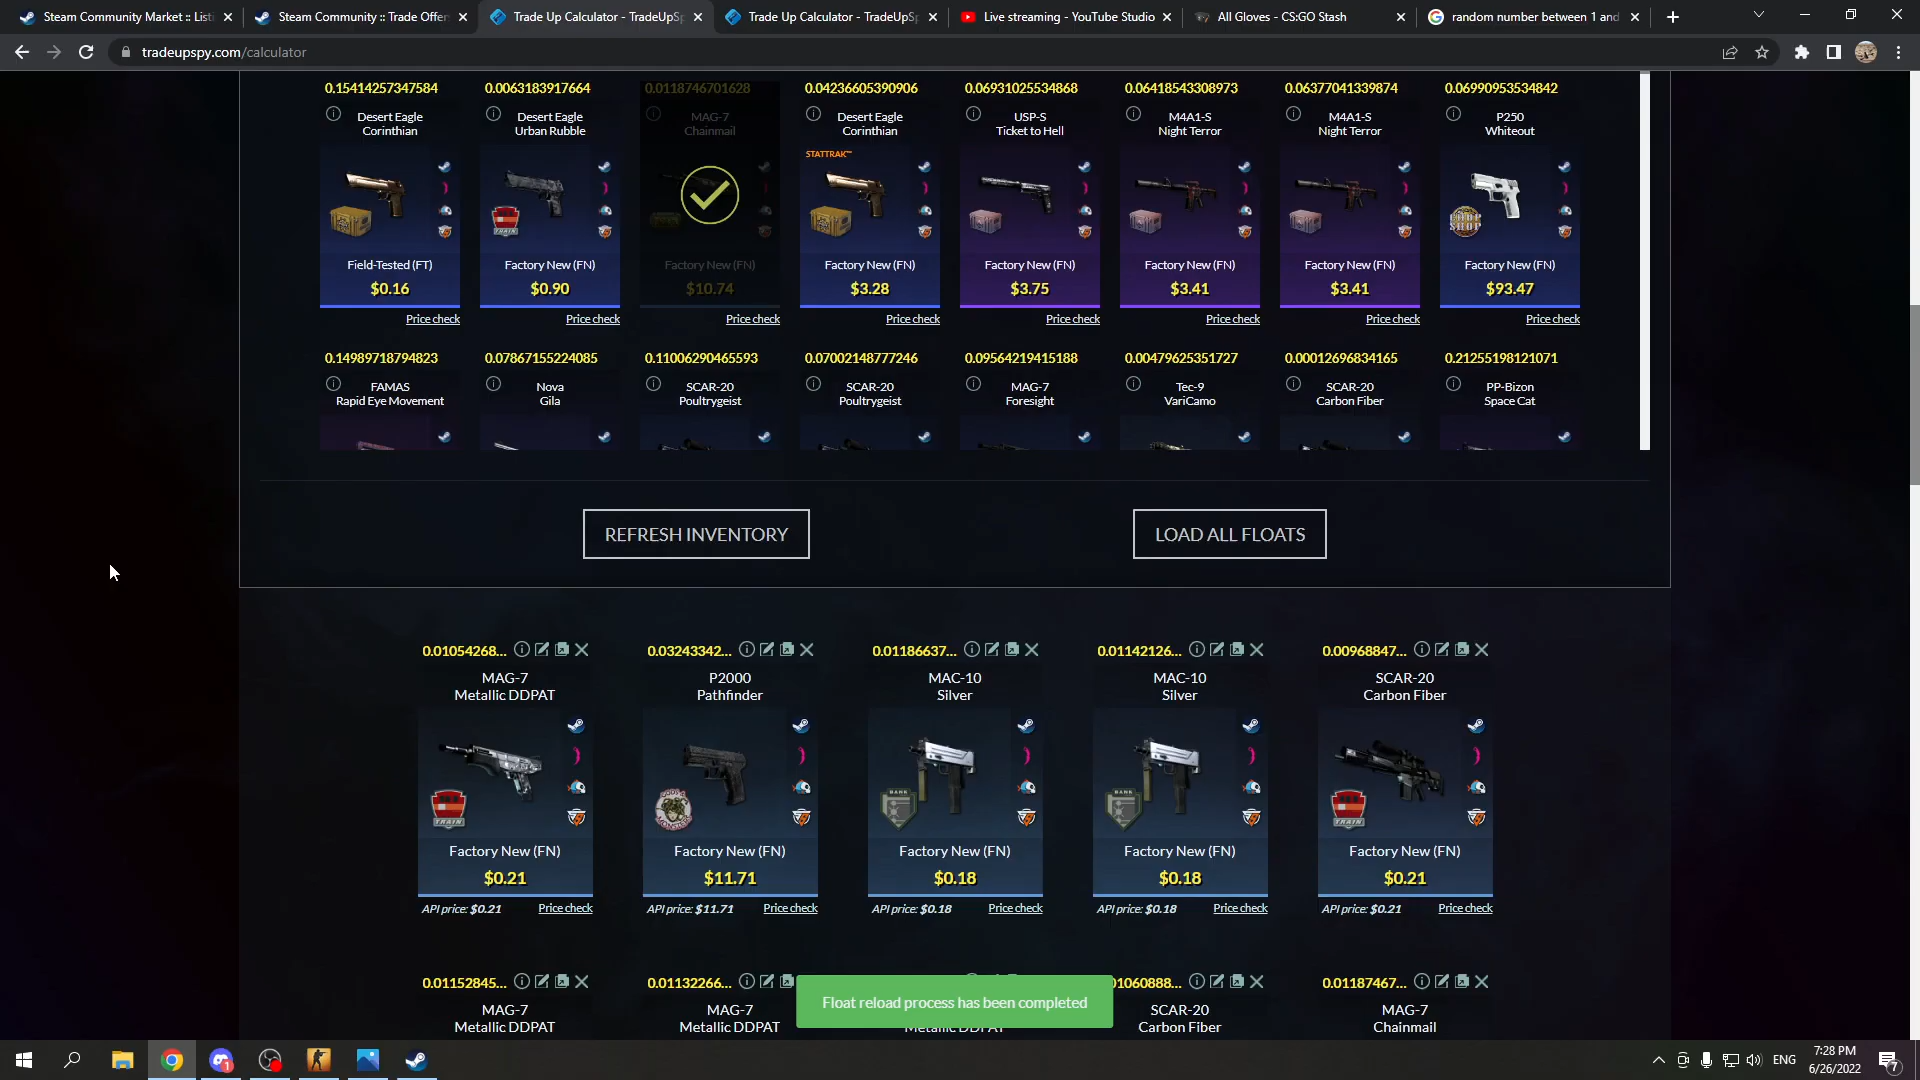 Steam Community Market :: Listi
Steam Community :: Trade Offers
Trade Up Calculator - TradeUpSp
Trade Up Calculator - TradeUpSp
Live streaming - YouTube Studio
All Gloves - CS:GO Stash
random number between 1 and
tradeupspy.com/calculator
0.15414257347584
0.0063183917664
0.0118746701628
0.04236605390906
0.06931025534868
0.06418543308973
0.06377041339874
0.06990953534842
Desert Eagle
Corinthian
Desert Eagle
Urban Rubble
MAG-7
Chainmail
Desert Eagle
Corinthian
USP-S
Ticket to Hell
M4A1-S
Night Terror
M4A1-S
Night Terror
P250
Whiteout
STATTRAK™
Field-Tested (FT)
Factory New (FN)
Factory New (FN)
Factory New (FN)
Factory New (FN)
Factory New (FN)
Factory New (FN)
Factory New (FN)
$0.16
$0.90
$10.74
$3.28
$3.75
$3.41
$3.41
$93.47
Price check
Price check
Price check
Price check
Price check
Price check
Price check
Price check
0.14989718794823
0.07867155224085
0.11006290465593
0.07002148777246
0.09564219415188
0.00479625351727
0.00012696834165
0.21255198121071
FAMAS
Rapid Eye Movement
Nova
Gila
SCAR-20
Poultrygeist
SCAR-20
Poultrygeist
MAG-7
Foresight
Tec-9
VariCamo
SCAR-20
Carbon Fiber
PP-Bizon
Space Cat
REFRESH INVENTORY
LOAD ALL FLOATS
0.01054268...
0.03243342...
0.01186637...
0.01142126...
0.00968847...
MAG-7
Metallic DDPAT
P2000
Pathfinder
MAC-10
Silver
MAC-10
Silver
SCAR-20
Carbon Fiber
TRAIN
BANK
BANK
TRAIN
Factory New (FN)
Factory New (FN)
Factory New (FN)
Factory New (FN)
Factory New (FN)
$0.21
$11.71
$0.18
$0.18
$0.21
API price: $0.21
Price check
API price: $11.71
Price check
API price: $0.18
Price check
API price: $0.18
Price check
API price: $0.21
Price check
0.01152845...
0.01132266...
01060888...
0.01187467...
MAG-7
Metallic DDPAT
MAG-7
Metallic DDPAT
Metallic DDPAT
SCAR-20
Carbon Fiber
MAG-7
Chainmail
Float reload process has been completed
ENG
7:28 PM
6/26/2022